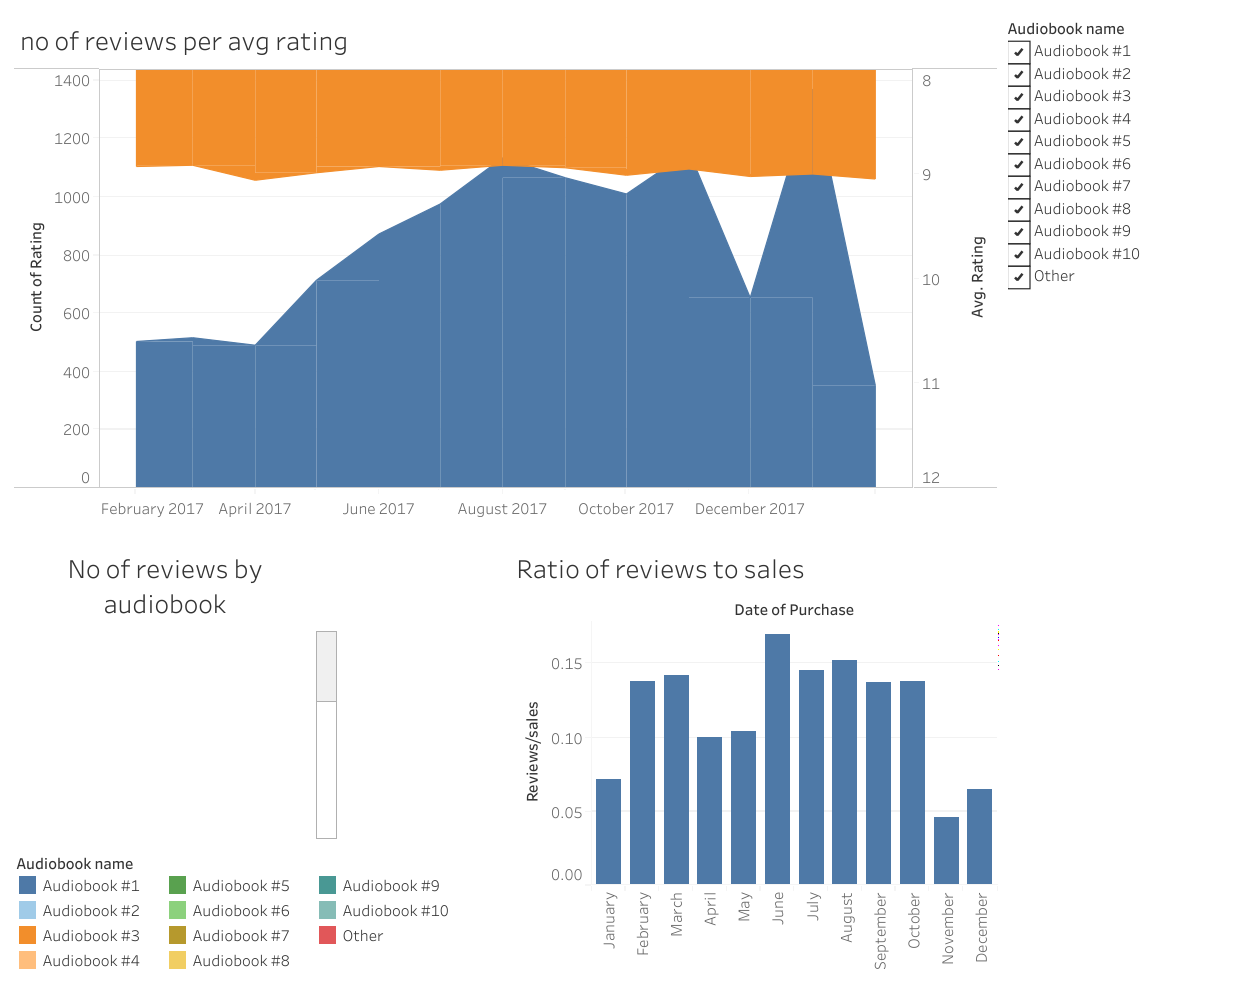 no of reviews per avg rating
Audiobook name
Audiobook #1
Audiobook #2
Audiobook #3
Audiobook #4
Audiobook #5
Audiobook #6
Audiobook #7
Audiobook #8
Audiobook #9
Audiobook #10
Other
Count of Rating
1400
1200
1000
800
600
400
200
0
8
9
10
11
12
Avg. Rating
February 2017 April 2017 June 2017 August 2017 October 2017 December 2017
No of reviews by
audiobook
Audiobook name
Audiobook #1
Audiobook #2
Audiobook #3
Audiobook #4
Audiobook #5
Audiobook #6
Audiobook #7
Audiobook #8
Audiobook #9
Audiobook #10
Other
Ratio of reviews to sales
Date of Purchase
Reviews/sales
0.15
0.10
0.05
0.00
January
February
March
April
May
June
July
August
September
October
November
December